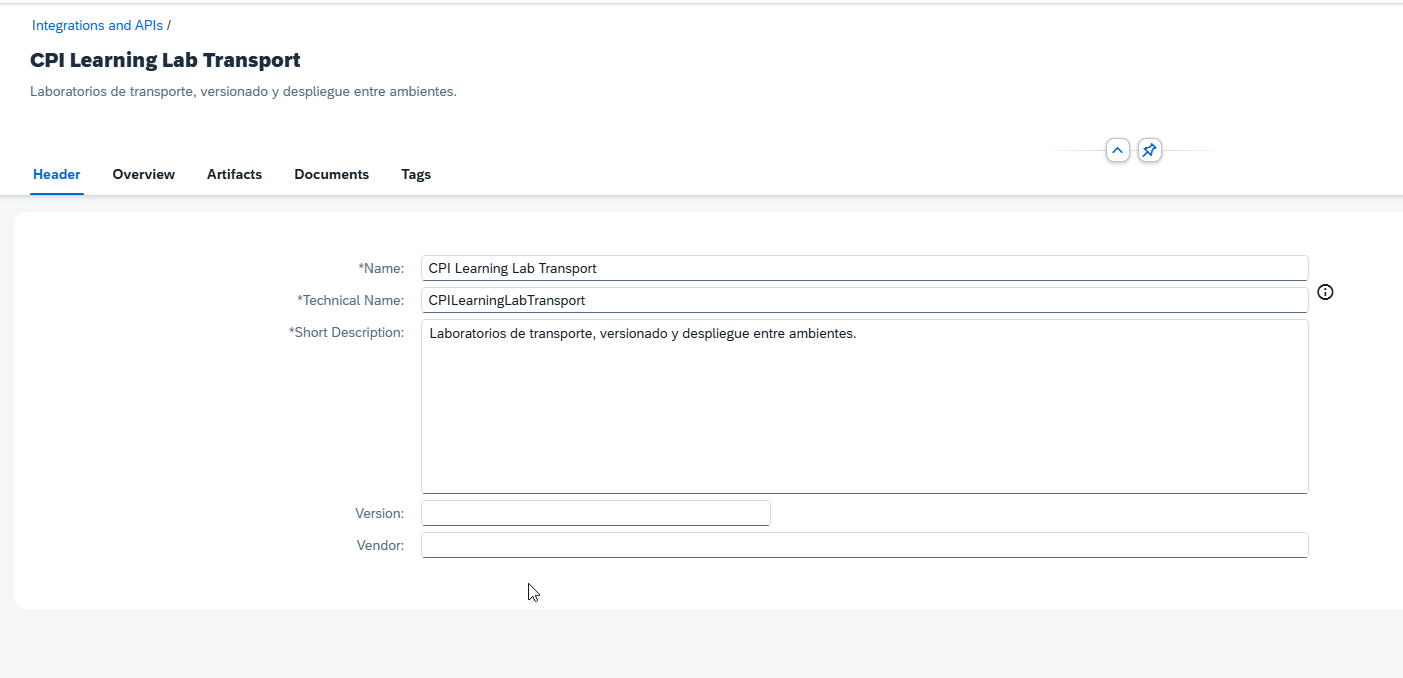 Integrations and APIs /
CPI Learning Lab Transport
Laboratorios de transporte, versionado y despliegue entre ambientes.
Header Overview Artifacts Documents Tags
*Name: CPI Learning Lab Transport
*Technical Name: CPILearningLabTransport
*Short Description: Laboratorios de transporte, versionado y despliegue entre ambientes.
Version:
Vendor: